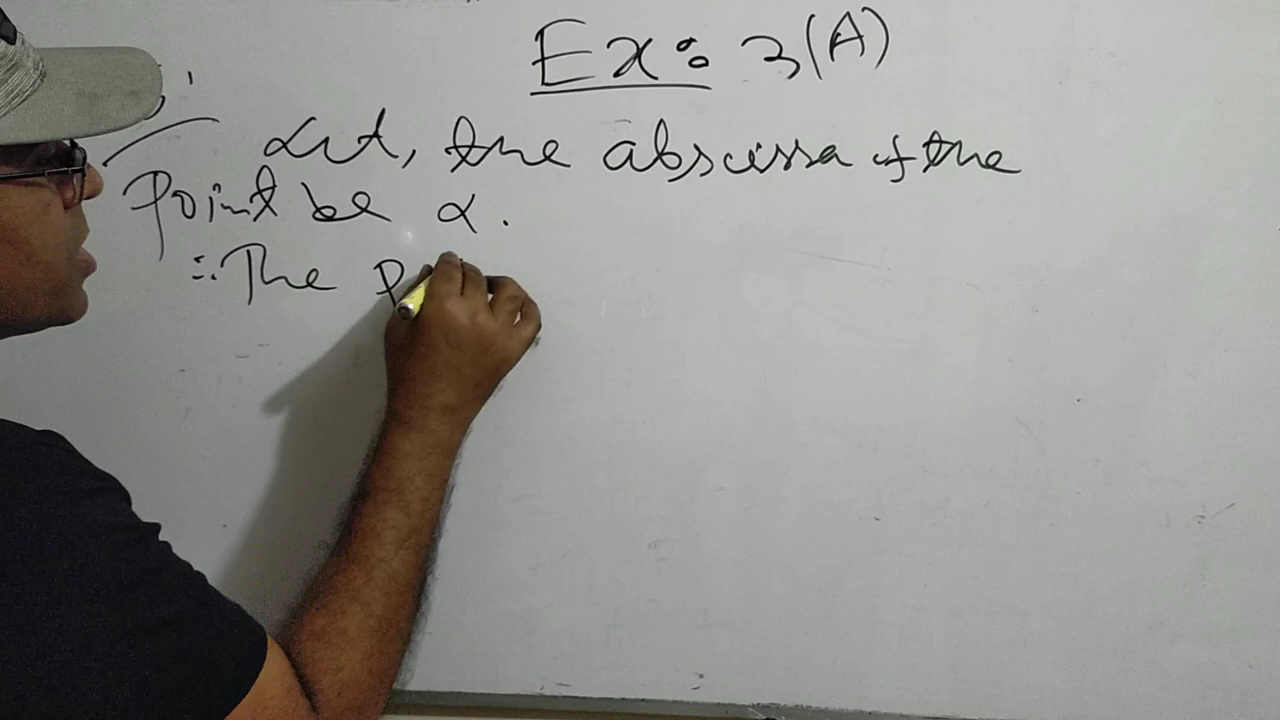 Ex: 3(A)
Let, the abscissa of the
Point be α.
∴ The P